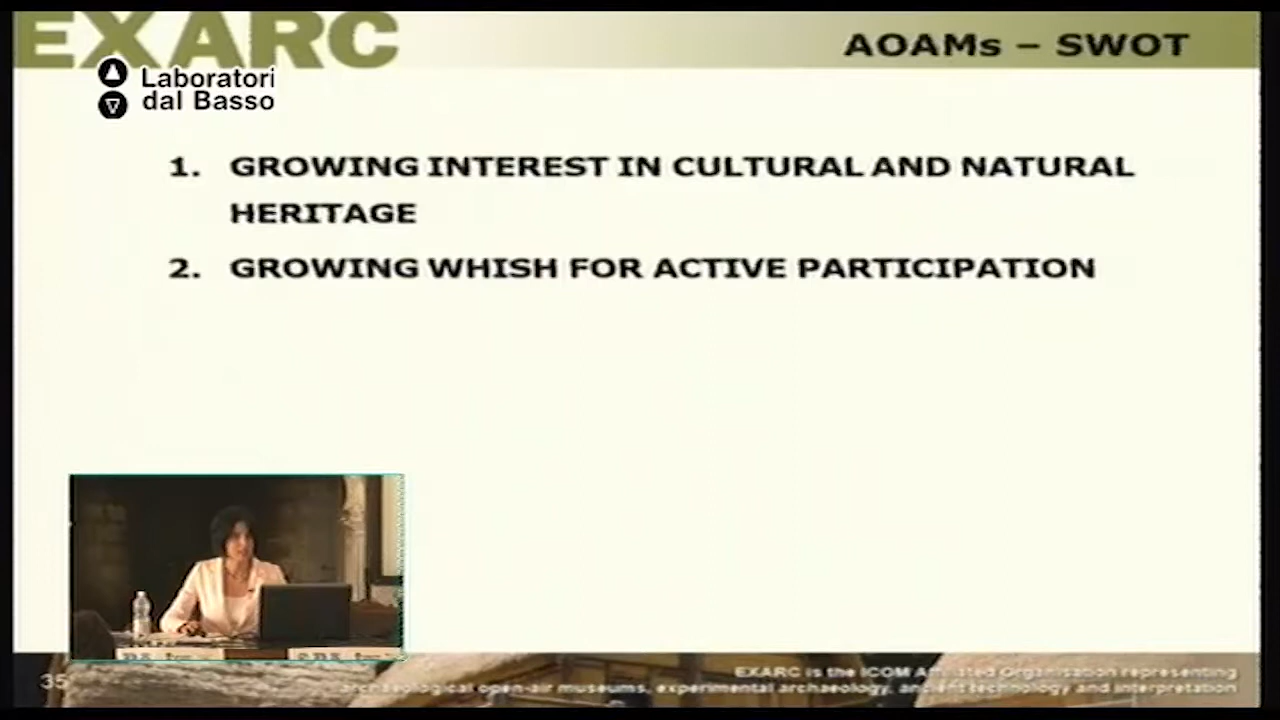 EXARC
AOAMs – SWOT
Laboratori
dal Basso
1. GROWING INTEREST IN CULTURAL AND NATURAL
HERITAGE
2. GROWING WHISH FOR ACTIVE PARTICIPATION
35
EXARC is the ICOM Affiliated Organisation representing
archaeological open-air museums, experimental archaeology, ancient technology and interpretation